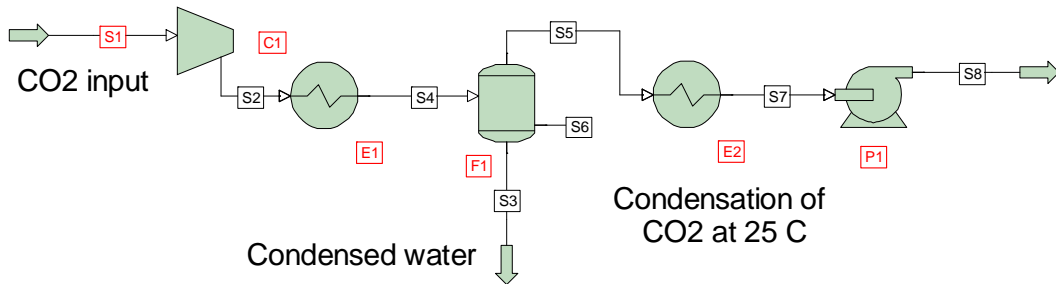 S1
C1
CO2 input
S2
E1
S4
F1
S5
S6
S3
Condensed water
E2
S7
P1
S8
Condensation of
CO2 at 25 C